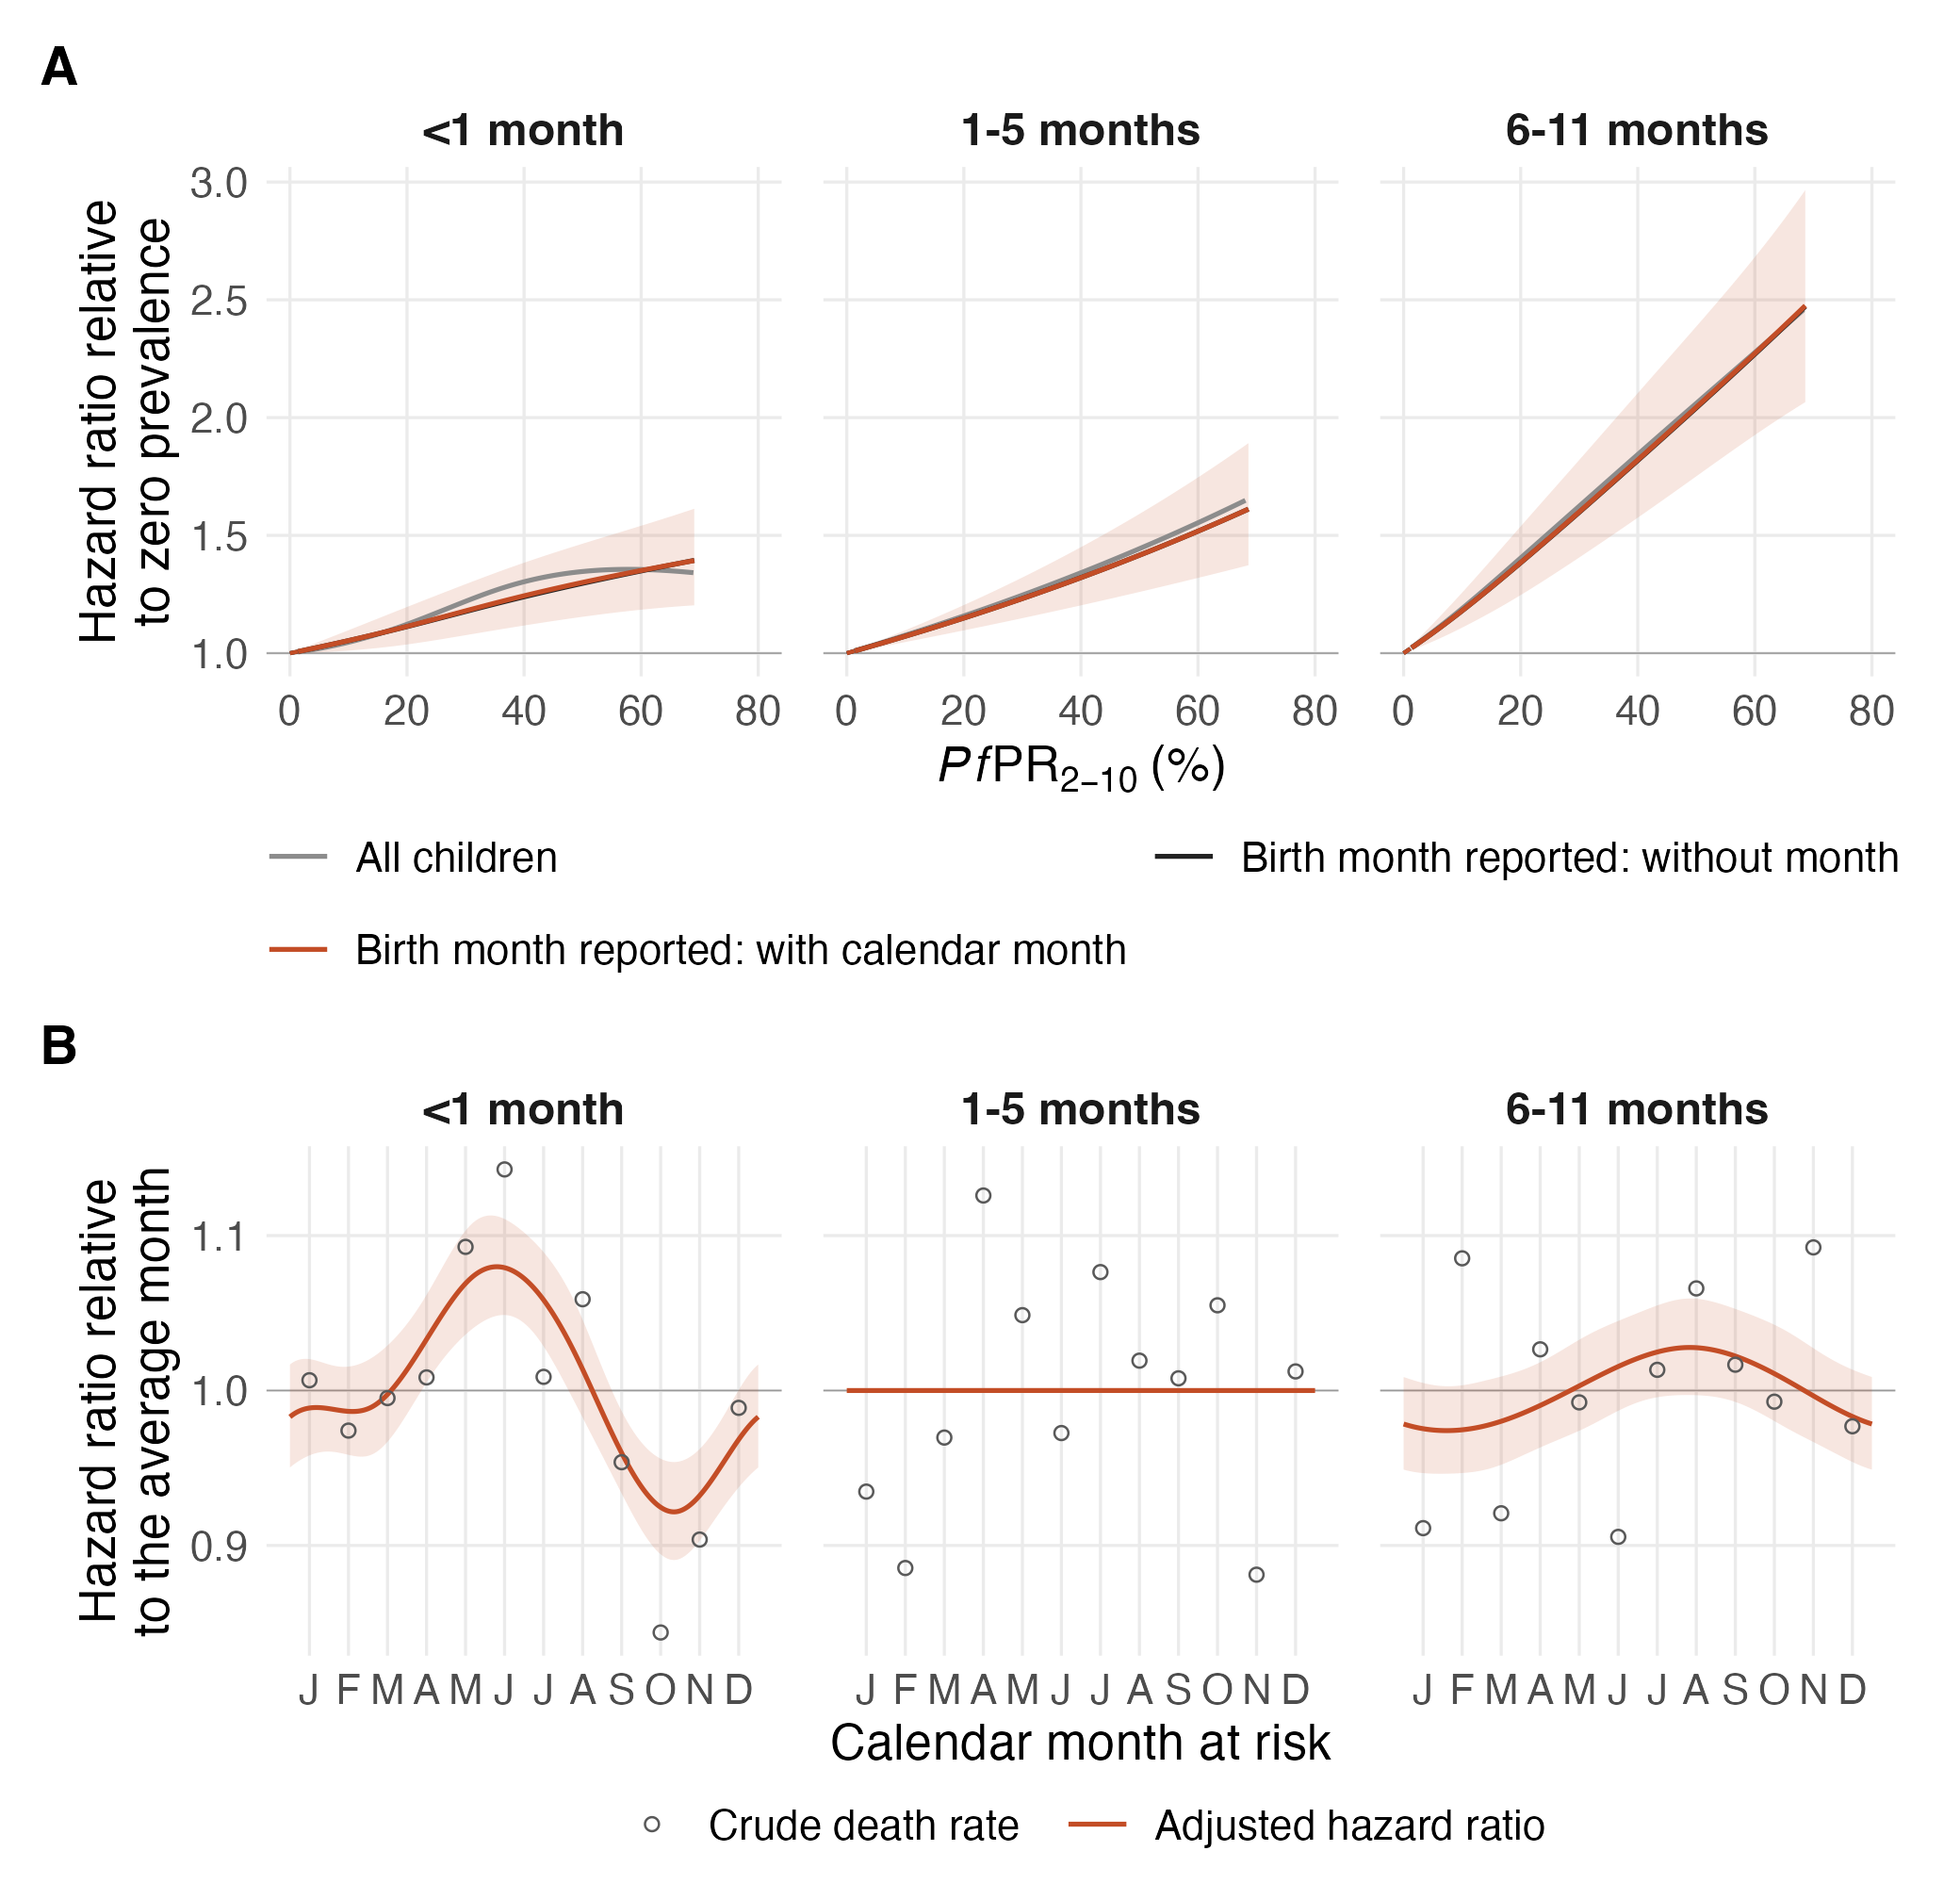 A
<1 month 1-5 months 6-11 months
Hazard ratio relative
to zero prevalence
3.0
2.5
2.0
1.5
1.0
0 20 40 60 80 0 20 40 60 80 0 20 40 60 80
PfPR2–10 (%)
All children
Birth month reported: without month
Birth month reported: with calendar month
B
<1 month 1-5 months 6-11 months
Hazard ratio relative
to the average month
1.1
1.0
0.9
J F M A M J J A S O N D J F M A M J J A S O N D J F M A M J J A S O N D
Calendar month at risk
Crude death rate Adjusted hazard ratio